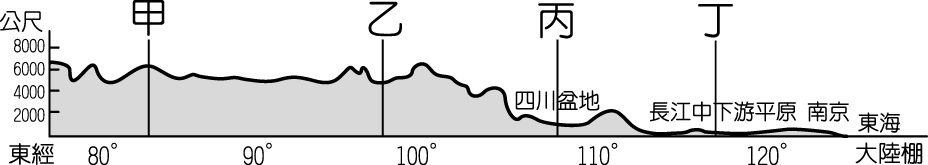 甲 乙 丙 丁
公尺
8000
6000
4000
2000
四川盆地 長江中下游平原 南京 東海
東經 80° 90° 100° 110° 120° 大陸棚